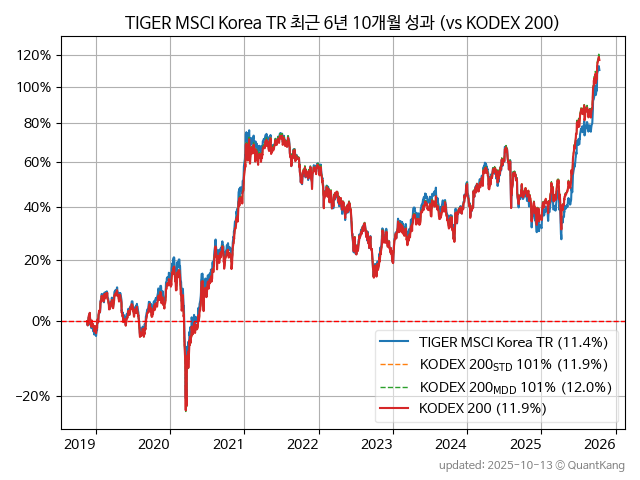 TIGER MSCI Korea TR 최근 6년 10개월 성과 (vs KODEX 200)
120%
100%
80%
60%
40%
20%
0%
−20%
TIGER MSCI Korea TR (11.4%)
KODEX 200STD 101% (11.9%)
KODEX 200MDD 101% (12.0%)
KODEX 200 (11.9%)
2019 2020 2021 2022 2023 2024 2025 2026
updated: 2025-10-13 © QuantKang